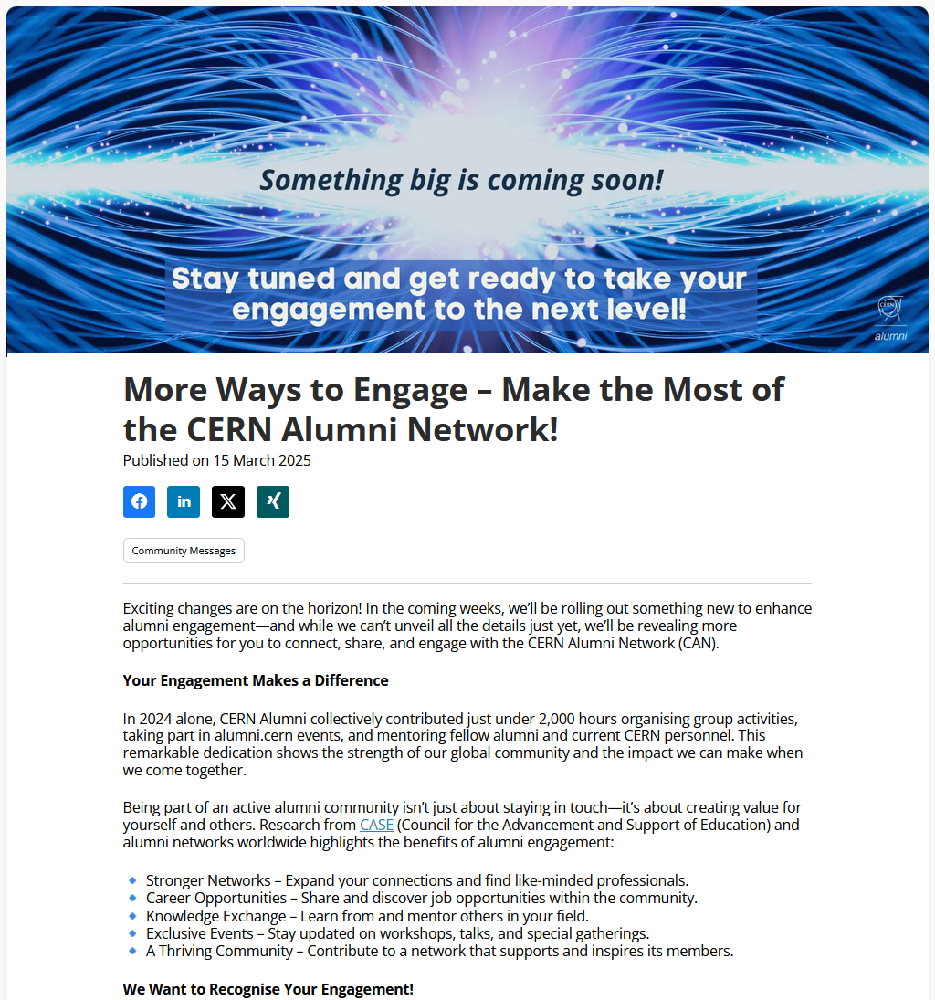 Something big is coming soon!
Stay tuned and get ready to take your
engagement to the next level!
CERN
alumni
More Ways to Engage – Make the Most of
the CERN Alumni Network!
Published on 15 March 2025
Community Messages
Exciting changes are on the horizon! In the coming weeks, we’ll be rolling out something new to enhance
alumni engagement—and while we can’t unveil all the details just yet, we’ll be revealing more
opportunities for you to connect, share, and engage with the CERN Alumni Network (CAN).
Your Engagement Makes a Difference
In 2024 alone, CERN Alumni collectively contributed just under 2,000 hours organising group activities,
taking part in alumni.cern events, and mentoring fellow alumni and current CERN personnel. This
remarkable dedication shows the strength of our global community and the impact we can make when
we come together.
Being part of an active alumni community isn’t just about staying in touch—it’s about creating value for
yourself and others. Research from CASE (Council for the Advancement and Support of Education) and
alumni networks worldwide highlights the benefits of alumni engagement:
🔹 Stronger Networks – Expand your connections and find like-minded professionals.
🔹 Career Opportunities – Share and discover job opportunities within the community.
🔹 Knowledge Exchange – Learn from and mentor others in your field.
🔹 Exclusive Events – Stay updated on workshops, talks, and special gatherings.
🔹 A Thriving Community – Contribute to a network that supports and inspires its members.
We Want to Recognise Your Engagement!